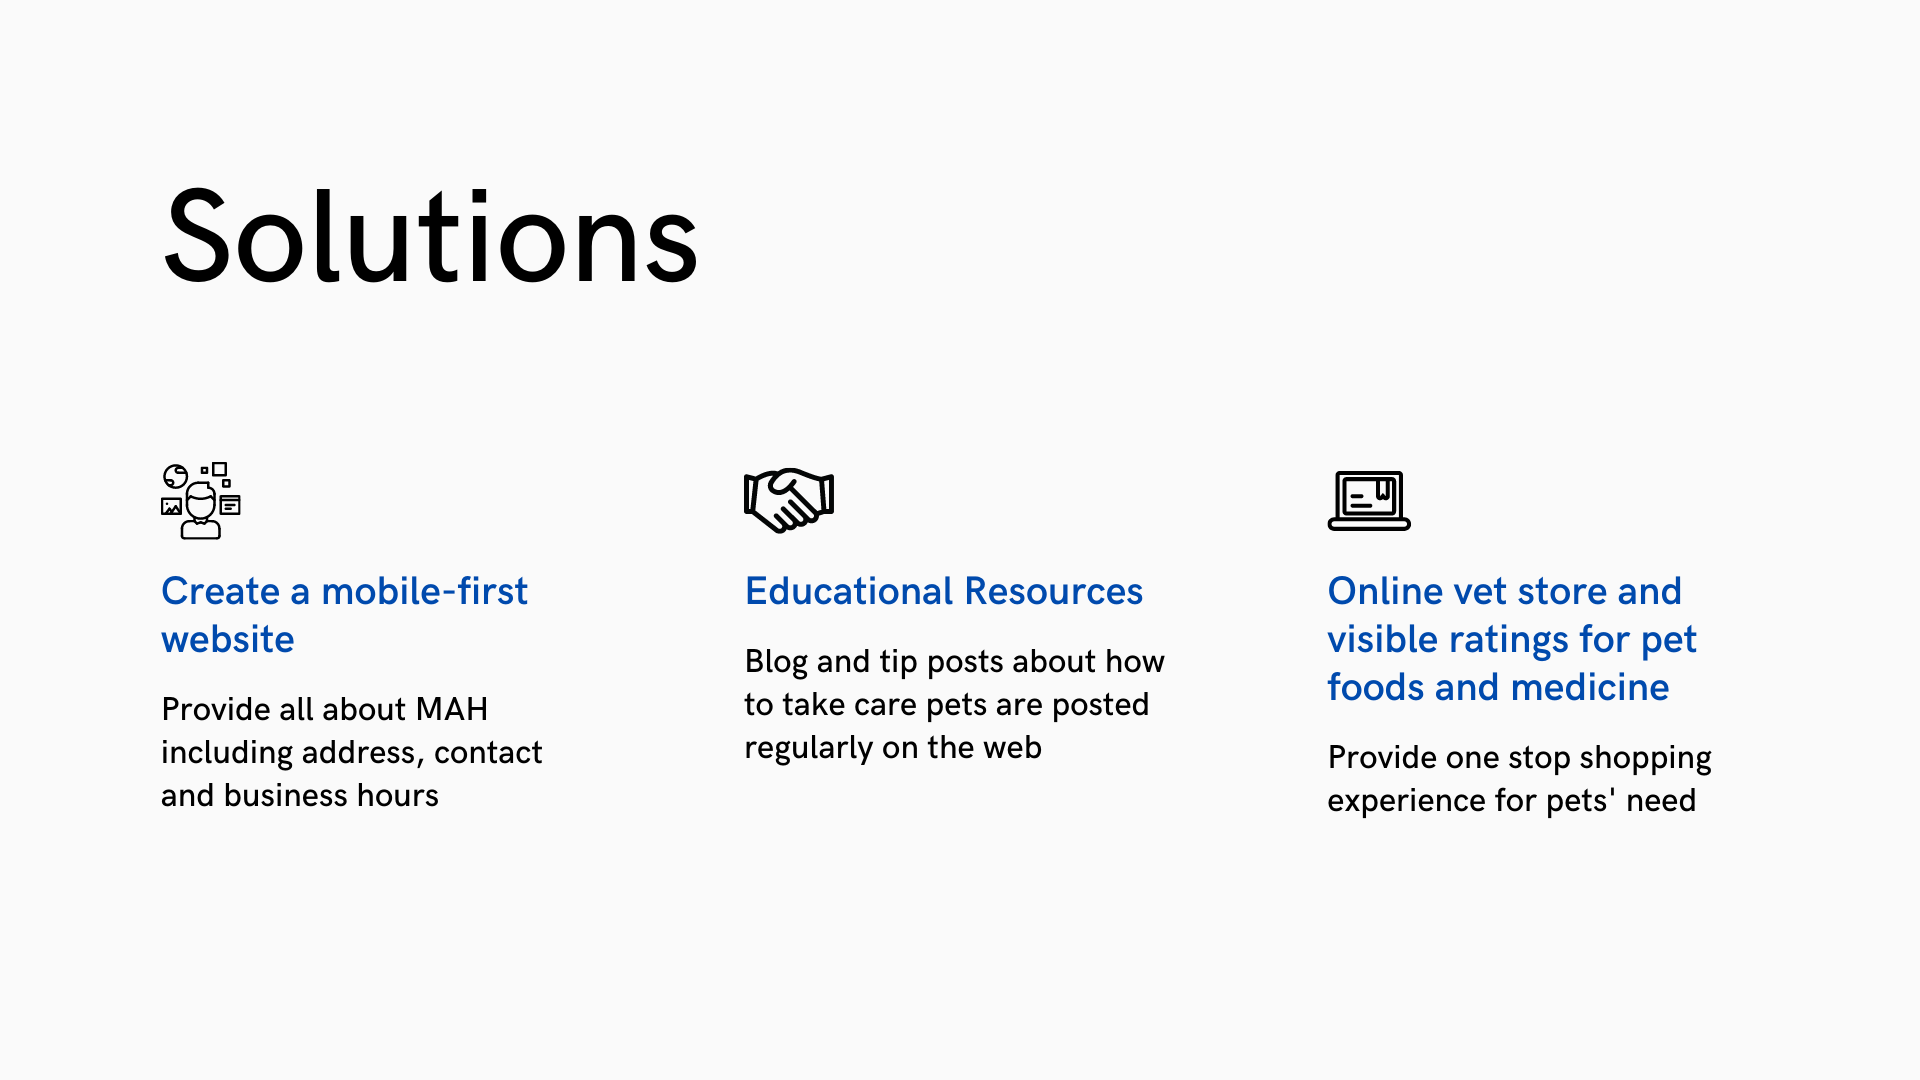 Solutions
Create a mobile-first
website
Provide all about MAH
including address, contact
and business hours
Educational Resources
Blog and tip posts about how
to take care pets are posted
regularly on the web
Online vet store and
visible ratings for pet
foods and medicine
Provide one stop shopping
experience for pets' need